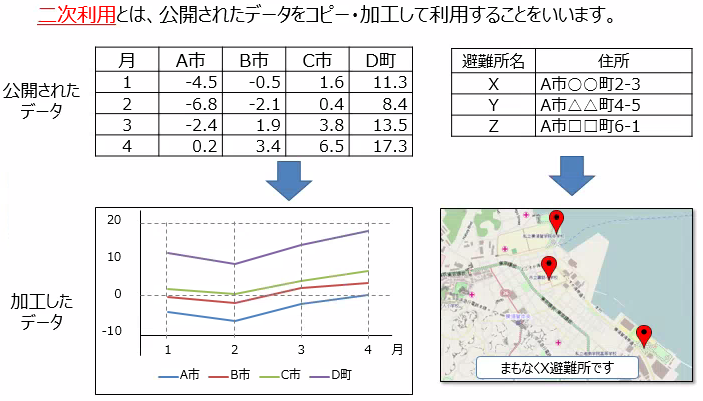 二次利用とは、公開されたデータをコピー・加工して利用することをいいます。
公開された
データ
月 A市 B市 C市 D町
1 -4.5 -0.5 1.6 11.3
2 -6.8 -2.1 0.4 8.4
3 -2.4 1.9 3.8 13.5
4 0.2 3.4 6.5 17.3
避難所名 住所
X A市○○町2-3
Y A市△△町4-5
Z A市□□町6-1
加工した
データ
20
10
0
-10
1 2 3 4 月
A市 B市 C市 D町
まもなくX避難所です